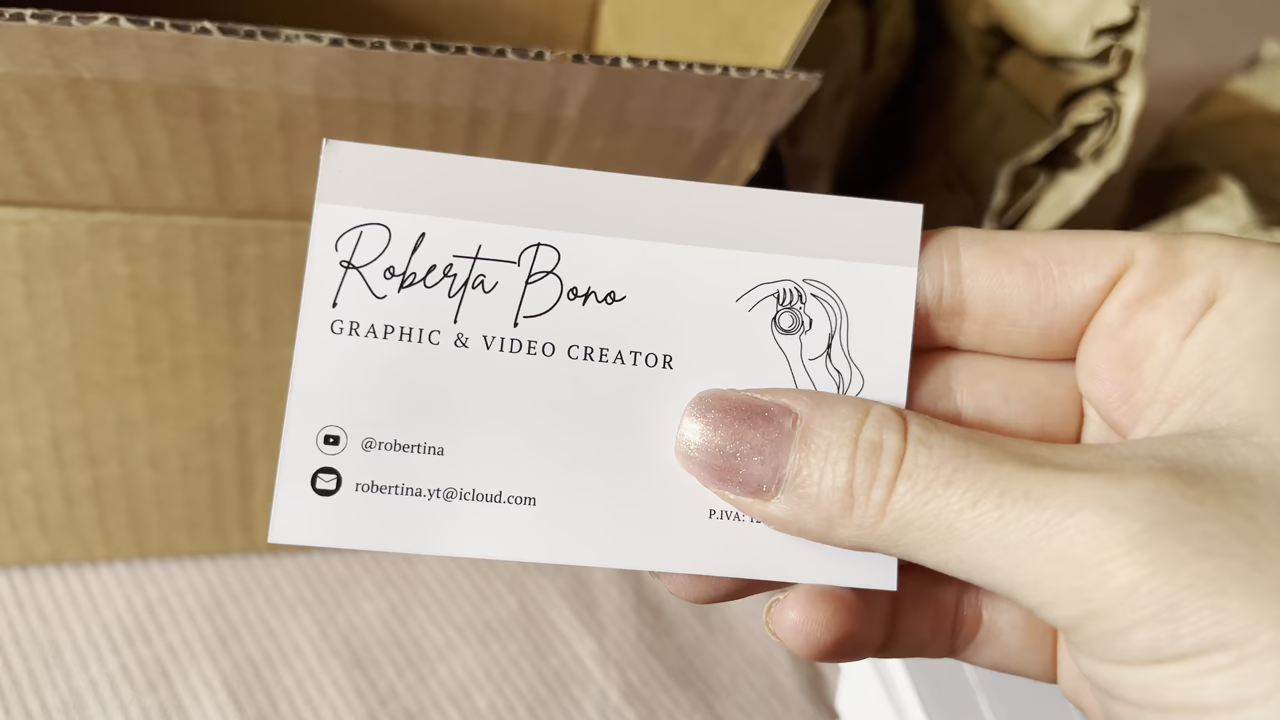 Roberta Bono
GRAPHIC & VIDEO CREATOR
@robertina
robertina.yt@icloud.com
P.IVA: